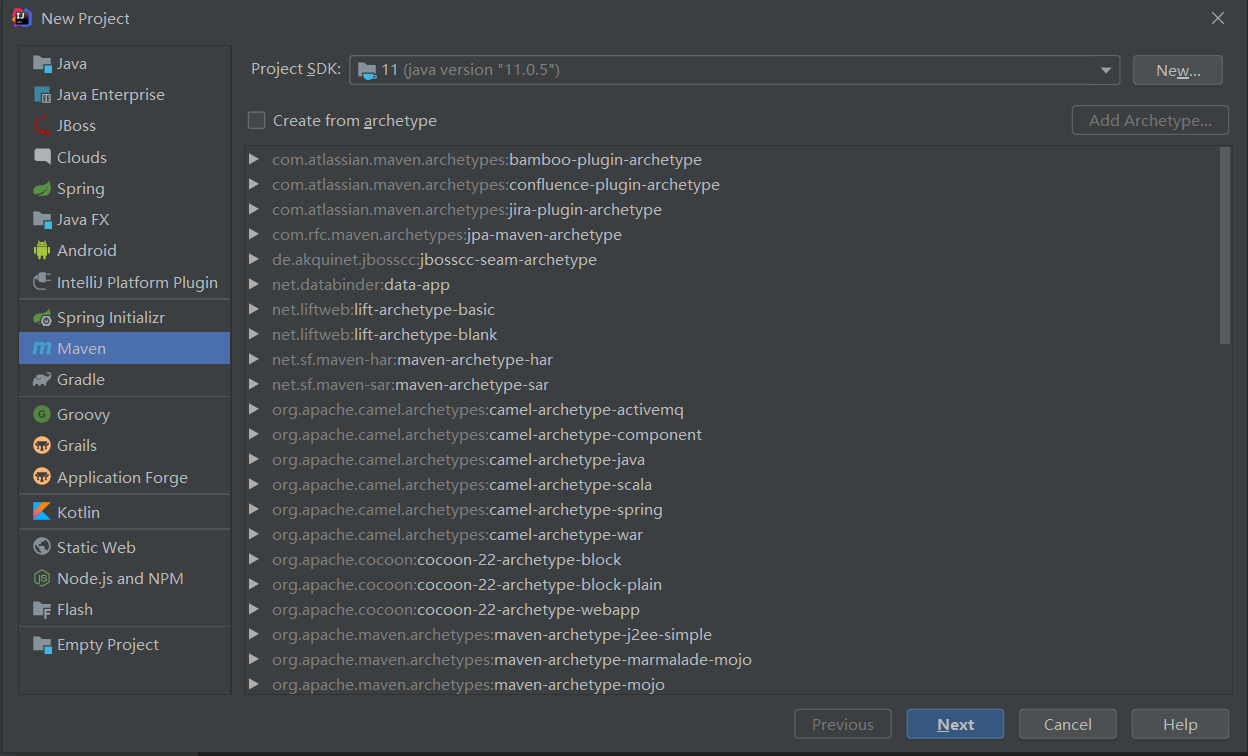 New Project
Java
Java Enterprise
JBoss
Clouds
Spring
Java FX
Android
IntelliJ Platform Plugin
Spring Initializr
Maven
Gradle
Groovy
Grails
Application Forge
Kotlin
Static Web
Node.js and NPM
Flash
Empty Project
Project SDK: 11 (java version "11.0.5") New...
Create from archetype Add Archetype...
com.atlassian.maven.archetypes:bamboo-plugin-archetype
com.atlassian.maven.archetypes:confluence-plugin-archetype
com.atlassian.maven.archetypes:jira-plugin-archetype
com.rfc.maven.archetypes:jpa-maven-archetype
de.akquinet.jbosscc:jbosscc-seam-archetype
net.databinder:data-app
net.liftweb:lift-archetype-basic
net.liftweb:lift-archetype-blank
net.sf.maven-har:maven-archetype-har
net.sf.maven-sar:maven-archetype-sar
org.apache.camel.archetypes:camel-archetype-activemq
org.apache.camel.archetypes:camel-archetype-component
org.apache.camel.archetypes:camel-archetype-java
org.apache.camel.archetypes:camel-archetype-scala
org.apache.camel.archetypes:camel-archetype-spring
org.apache.camel.archetypes:camel-archetype-war
org.apache.cocoon:cocoon-22-archetype-block
org.apache.cocoon:cocoon-22-archetype-block-plain
org.apache.cocoon:cocoon-22-archetype-webapp
org.apache.maven.archetypes:maven-archetype-j2ee-simple
org.apache.maven.archetypes:maven-archetype-marmalade-mojo
org.apache.maven.archetypes:maven-archetype-mojo
Previous Next Cancel Help